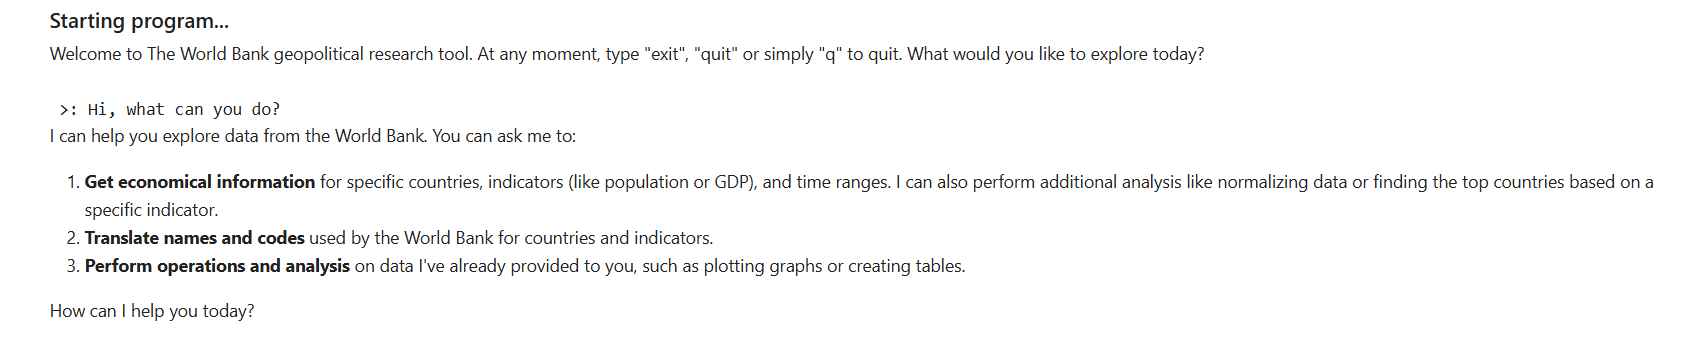 Starting program...
Welcome to The World Bank geopolitical research tool. At any moment, type "exit", "quit" or simply "q" to quit. What would you like to explore today?
>: Hi, what can you do?
I can help you explore data from the World Bank. You can ask me to:
1. Get economical information for specific countries, indicators (like population or GDP), and time ranges. I can also perform additional analysis like normalizing data or finding the top countries based on a
specific indicator.
2. Translate names and codes used by the World Bank for countries and indicators.
3. Perform operations and analysis on data I've already provided to you, such as plotting graphs or creating tables.
How can I help you today?